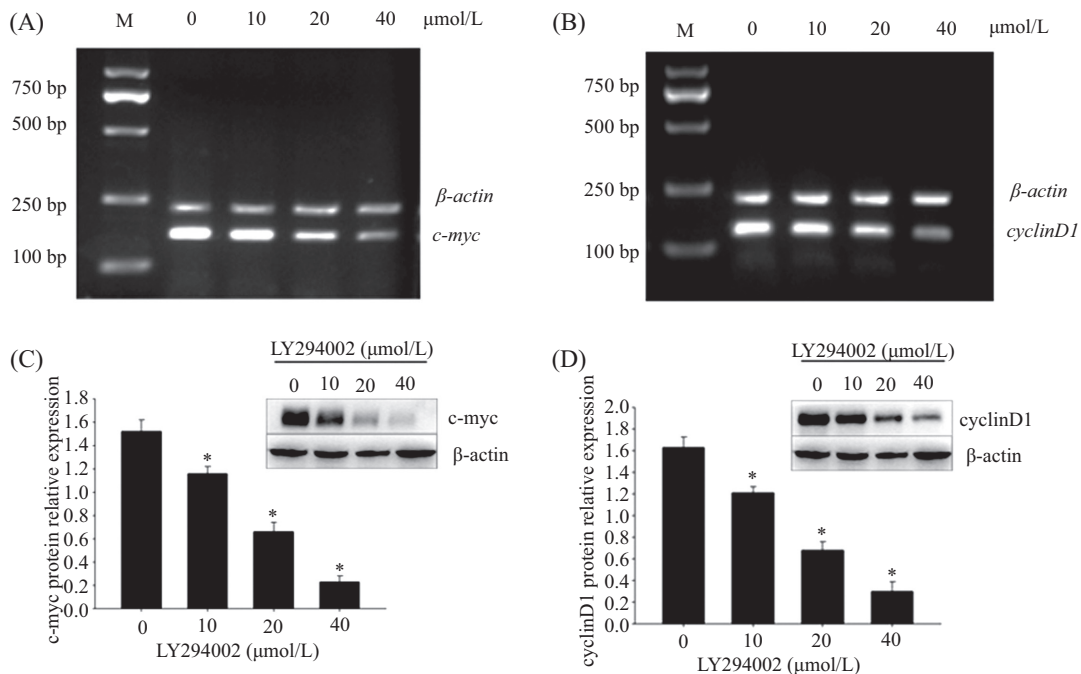 (A)
M 0 10 20 40 μmol/L
750 bp
500 bp
250 bp
100 bp
β-actin
c-myc
(B)
M 0 10 20 40 μmol/L
750 bp
500 bp
250 bp
100 bp
β-actin
cyclinD1
(C)
LY294002 (μmol/L)
0 10 20 40
c-myc
β-actin
c-myc protein relative expression
1.8
1.6
1.4
1.2
1.0
0.8
0.6
0.4
0.2
0.0
* * *
0 10 20 40
LY294002 (μmol/L)
(D)
LY294002 (μmol/L)
0 10 20 40
cyclinD1
β-actin
cyclinD1 protein relative expression
2.0
1.8
1.6
1.4
1.2
1.0
0.8
0.6
0.4
0.2
0.0
* * *
0 10 20 40
LY294002 (μmol/L)